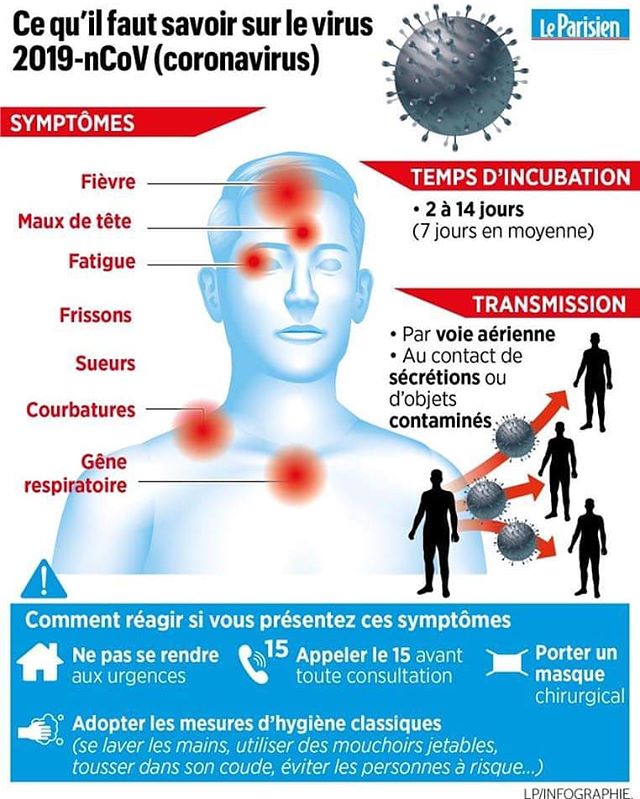 Ce qu'il faut savoir sur le virus
2019-nCoV (coronavirus)
Le Parisien
SYMPTÔMES
Fièvre
Maux de tête
Fatigue
Frissons
Sueurs
Courbatures
Gêne
respiratoire
TEMPS D'INCUBATION
• 2 à 14 jours
(7 jours en moyenne)
TRANSMISSION
• Par voie aérienne
• Au contact de
sécrétions ou
d'objets
contaminés
Comment réagir si vous présentez ces symptômes
Ne pas se rendre
aux urgences
15
Appeler le 15 avant
toute consultation
Porter un
masque
chirurgical
Adopter les mesures d'hygiène classiques
(se laver les mains, utiliser des mouchoirs jetables,
tousser dans son coude, éviter les personnes à risque...)
LP/INFOGRAPHIE.